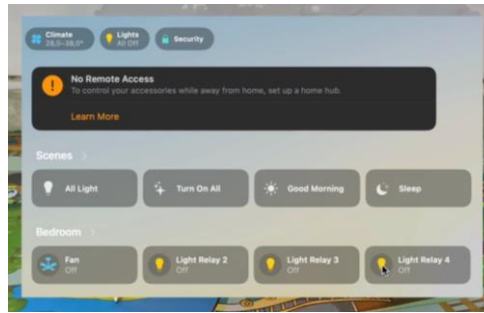 Climate
28,0–38,0°
Lights
All Off
Security
No Remote Access
To control your accessories while away from home, set up a home hub.
Learn More
Scenes
All Light
Turn On All
Good Morning
Sleep
Bedroom
Fan
Off
Light Relay 2
Off
Light Relay 3
Off
Light Relay 4
Off